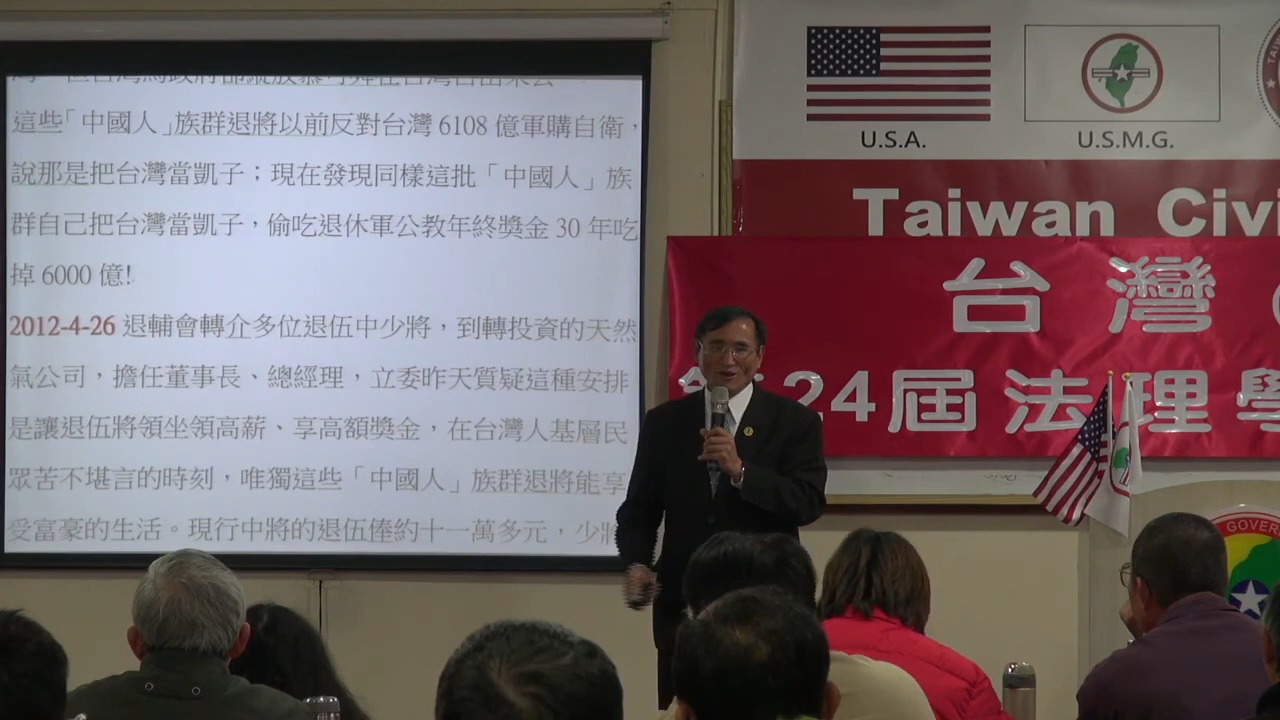 這些「中國人」族群退將以前反對台灣 6108 億軍購自衛，
說那是把台灣當凱子；現在發現同樣這批「中國人」族
群自己把台灣當凱子，偷吃退休軍公教年終獎金 30 年吃
掉 6000 億!
2012-4-26 退輔會轉介多位退伍中少將，到轉投資的天然
氣公司，擔任董事長、總經理，立委昨天質疑這種安排
是讓退伍將領坐領高薪、享高額獎金，在台灣人基層民
眾苦不堪言的時刻，唯獨這些「中國人」族群退將能享
受富豪的生活。現行中將的退伍俸約十一萬多元，少將
U.S.A.
U.S.M.G.
Taiwan Civi
台灣
24屆法理學
GOVER